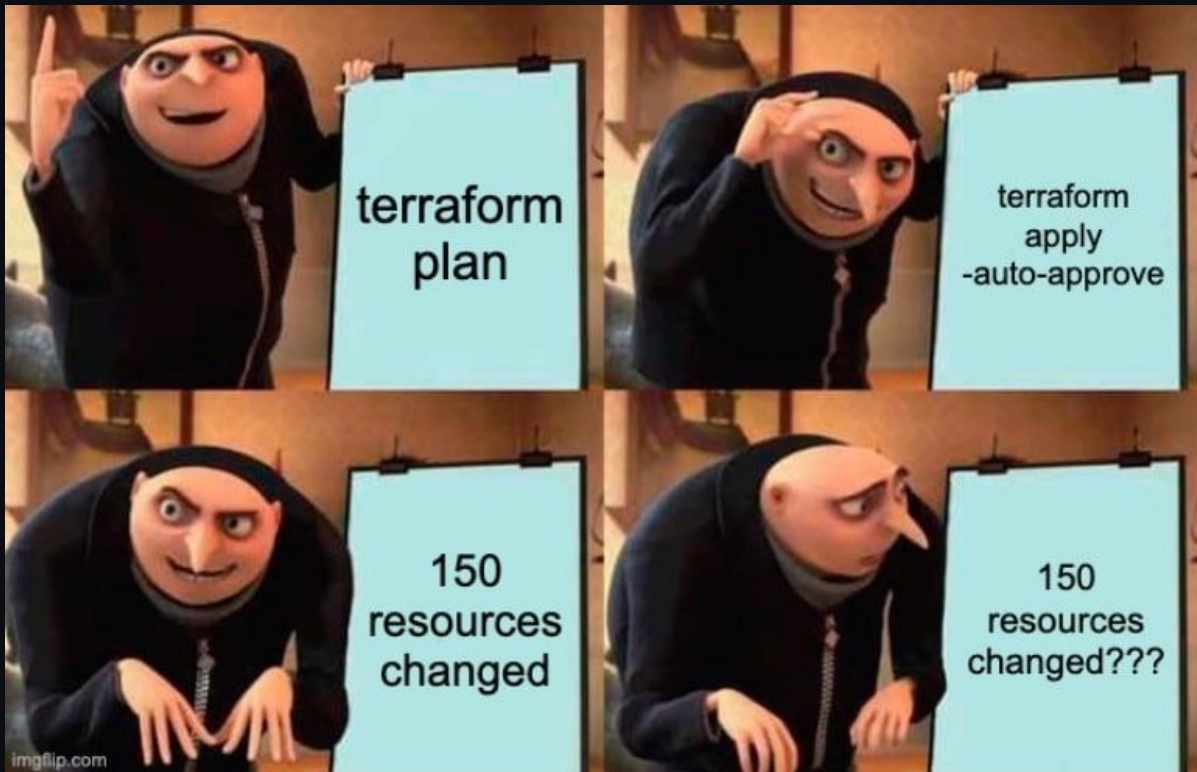 terraform
plan
terraform
apply
-auto-approve
150
resources
changed
150
resources
changed???
imgflip.com